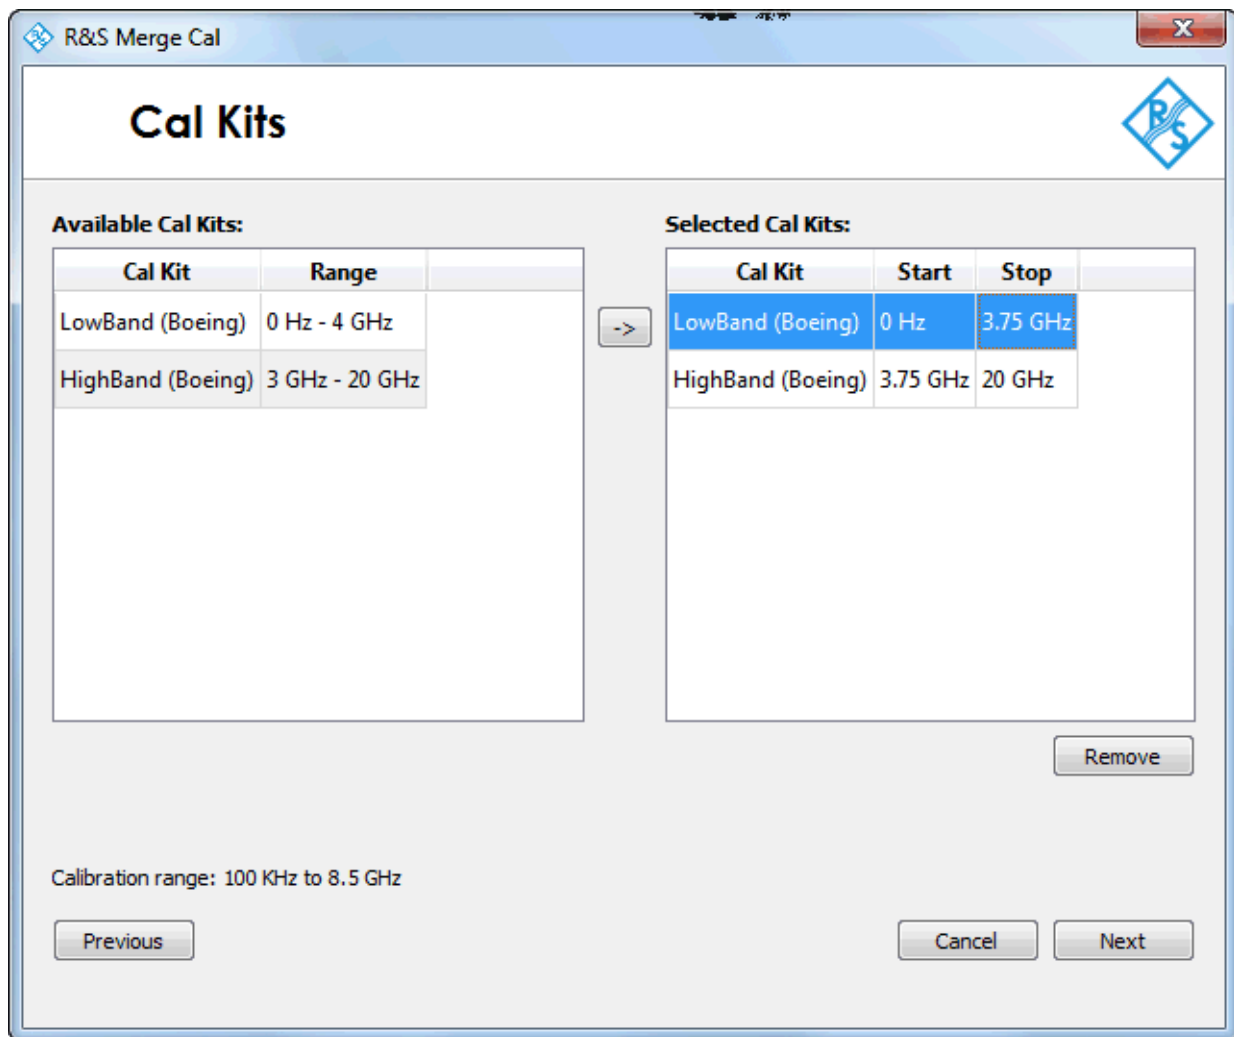 R&S Merge Cal
X
Cal Kits
R
S
Available Cal Kits:
Cal Kit Range
LowBand (Boeing) 0 Hz - 4 GHz
HighBand (Boeing) 3 GHz - 20 GHz
->
Selected Cal Kits:
Cal Kit Start Stop
LowBand (Boeing) 0 Hz 3.75 GHz
HighBand (Boeing) 3.75 GHz 20 GHz
Remove
Calibration range: 100 KHz to 8.5 GHz
Previous Cancel Next